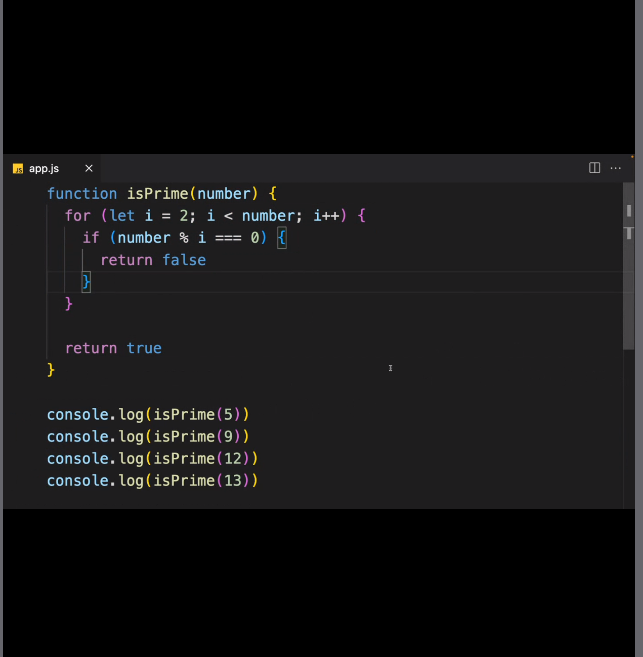 JS app.js ×
function isPrime(number) {
for (let i = 2; i < number; i++) {
if (number % i === 0) {
return false
}
}
return true
}
console.log(isPrime(5))
console.log(isPrime(9))
console.log(isPrime(12))
console.log(isPrime(13))